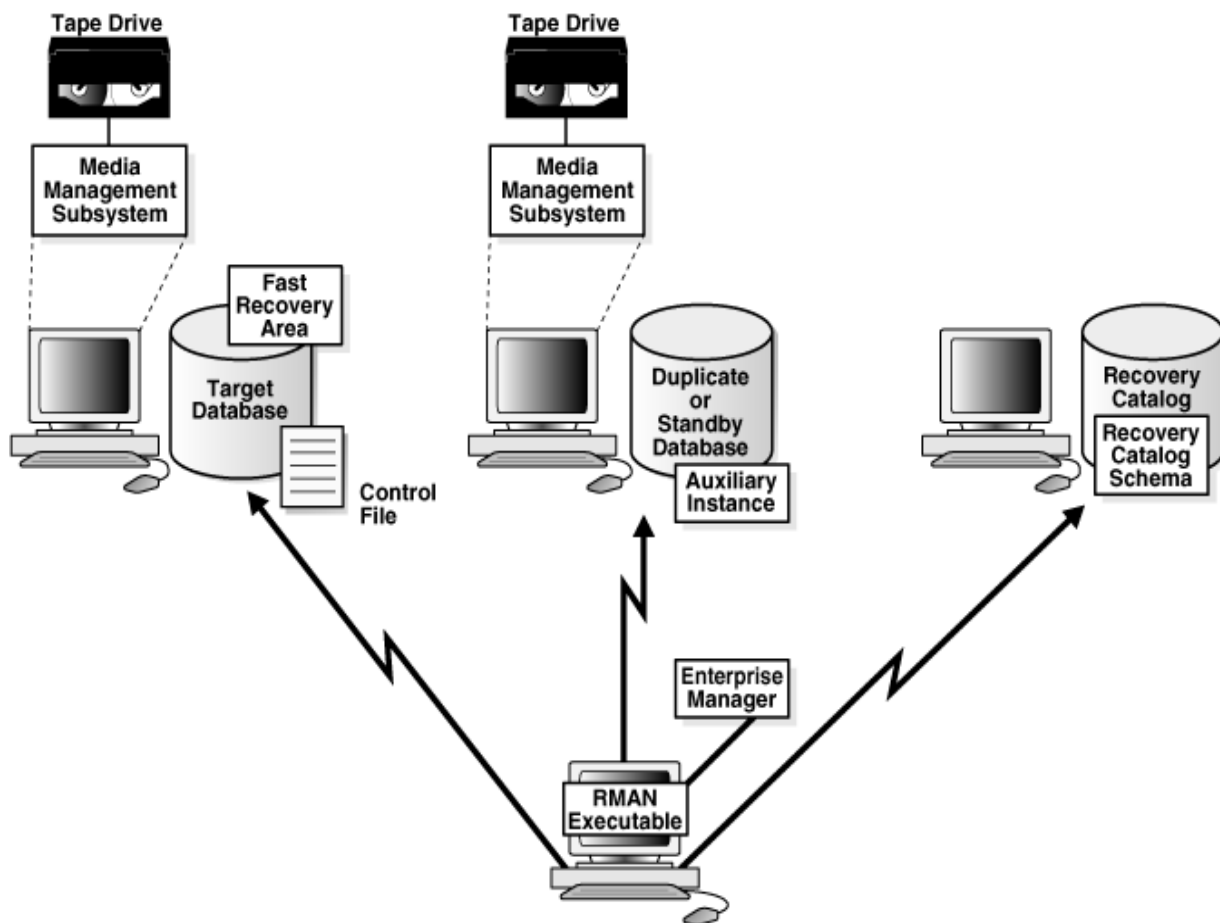 Tape Drive
Tape Drive
Media
Management
Subsystem
Media
Management
Subsystem
Fast
Recovery
Area
Target
Database
Control
File
Duplicate
or
Standby
Database
Auxiliary
Instance
Recovery
Catalog
Recovery
Catalog
Schema
Enterprise
Manager
RMAN
Executable